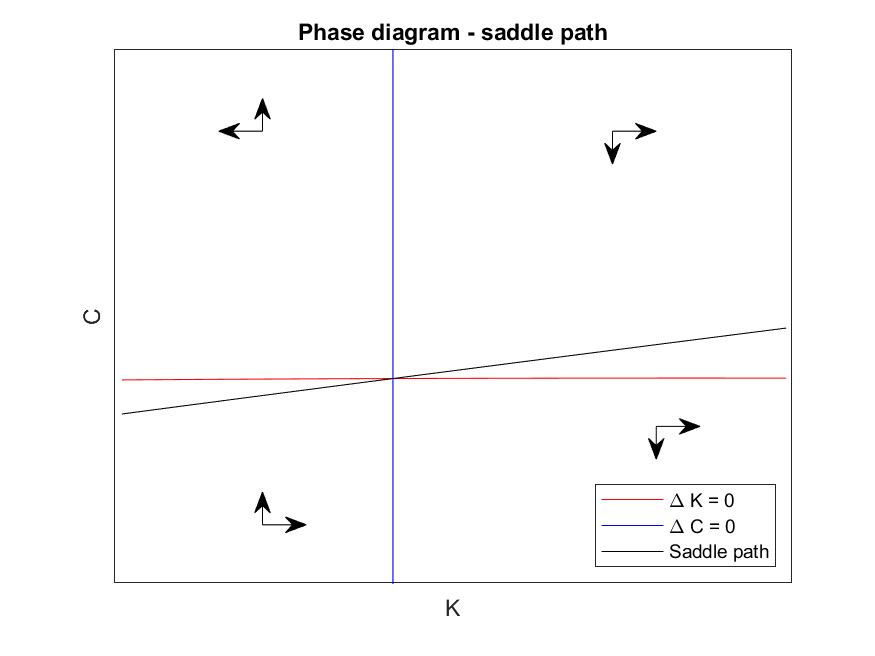 Phase diagram - saddle path
C
Δ K = 0
Δ C = 0
Saddle path
K